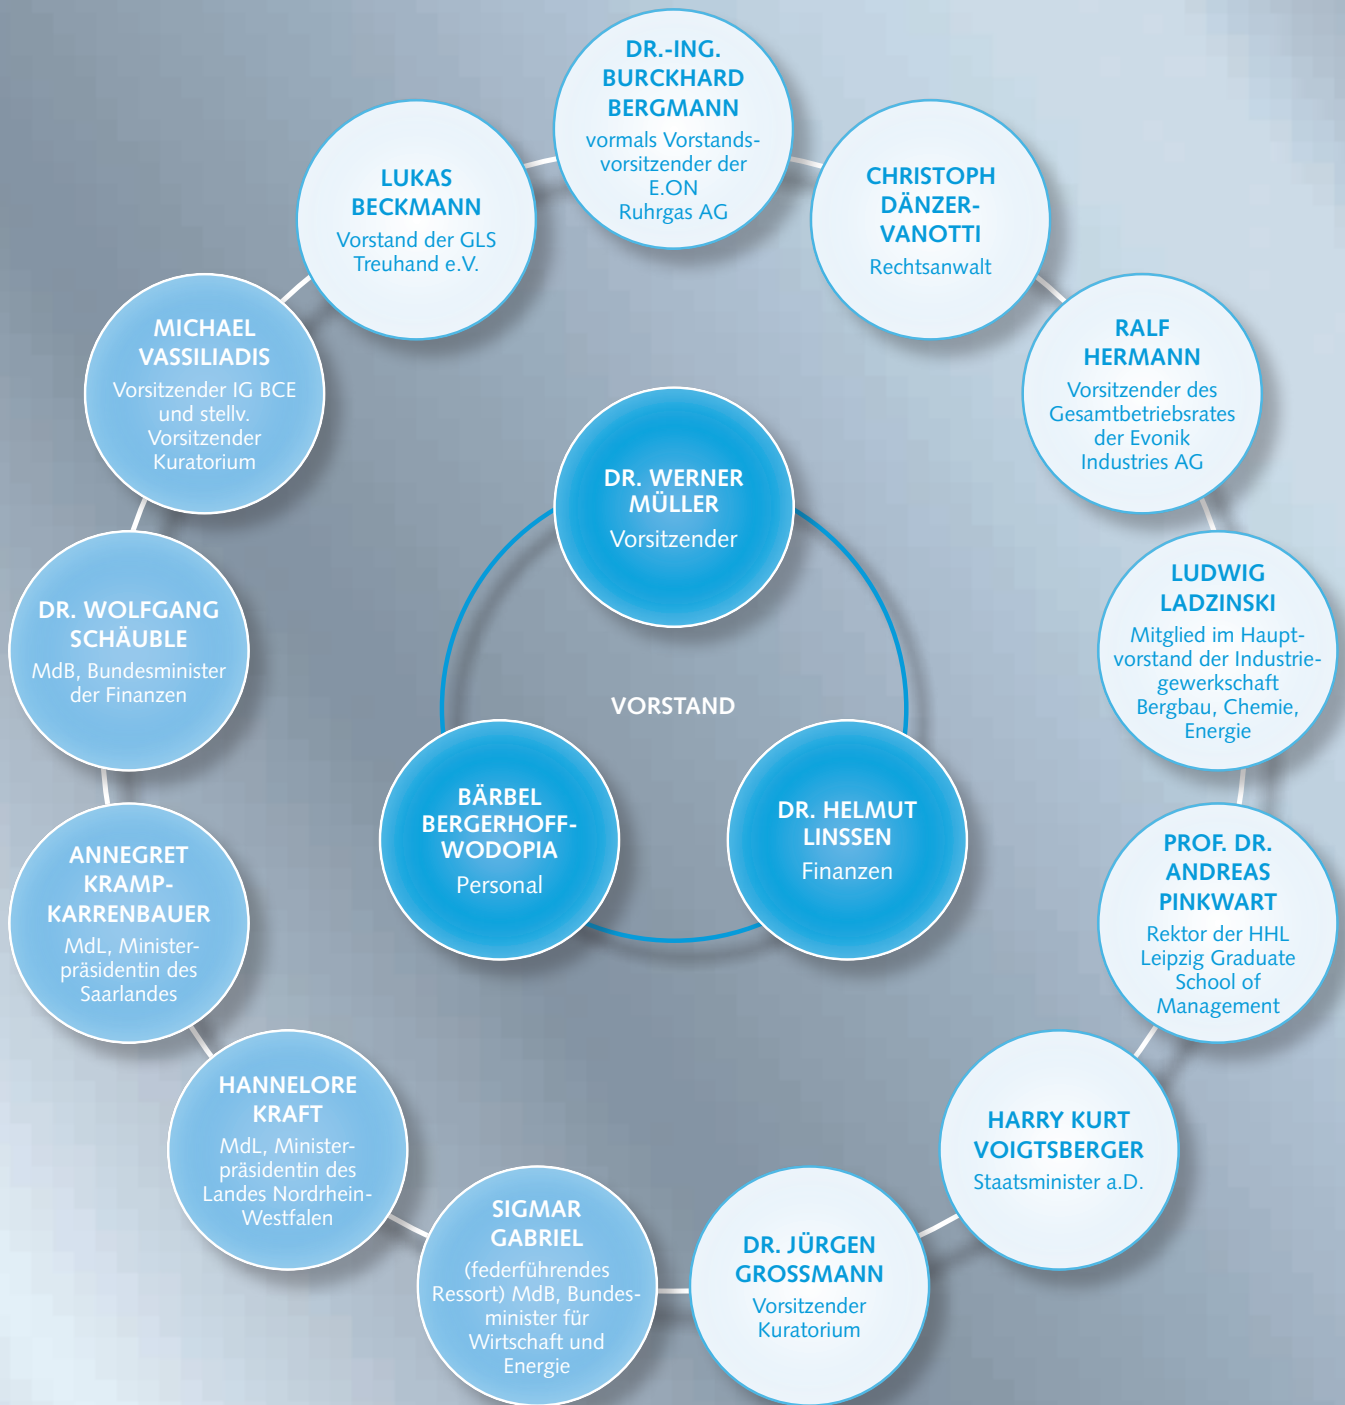 DR.-ING.
BURCKHARD
BERGMANN
vormals Vorstands-
vorsitzender der
E.ON
Ruhrgas AG
CHRISTOPH
DÄNZER-
VANOTTI
Rechtsanwalt
RALF
HERMANN
Vorsitzender des
Gesamtbetriebsrates
der Evonik
Industries AG
LUDWIG
LADZINSKI
Mitglied im Haupt-
vorstand der Industrie-
gewerkschaft
Bergbau, Chemie,
Energie
PROF. DR.
ANDREAS
PINKWART
Rektor der HHL
Leipzig Graduate
School of
Management
HARRY KURT
VOIGTSBERGER
Staatsminister a.D.
DR. JÜRGEN
GROSSMANN
Vorsitzender
Kuratorium
SIGMAR
GABRIEL
(federführendes
Ressort) MdB, Bundes-
minister für
Wirtschaft und
Energie
HANNELORE
KRAFT
MdL, Minister-
präsidentin des
Landes Nordrhein-
Westfalen
ANNEGRET
KRAMP-
KARRENBAUER
MdL, Minister-
präsidentin des
Saarlandes
DR. WOLFGANG
SCHÄUBLE
MdB, Bundesminister
der Finanzen
MICHAEL
VASSILIADIS
Vorsitzender IG BCE
und stellv.
Vorsitzender
Kuratorium
LUKAS
BECKMANN
Vorstand der GLS
Treuhand e.V.
DR. WERNER
MÜLLER
Vorsitzender
VORSTAND
BÄRBEL
BERGERHOFF-
WODOPIA
Personal
DR. HELMUT
LINSSEN
Finanzen